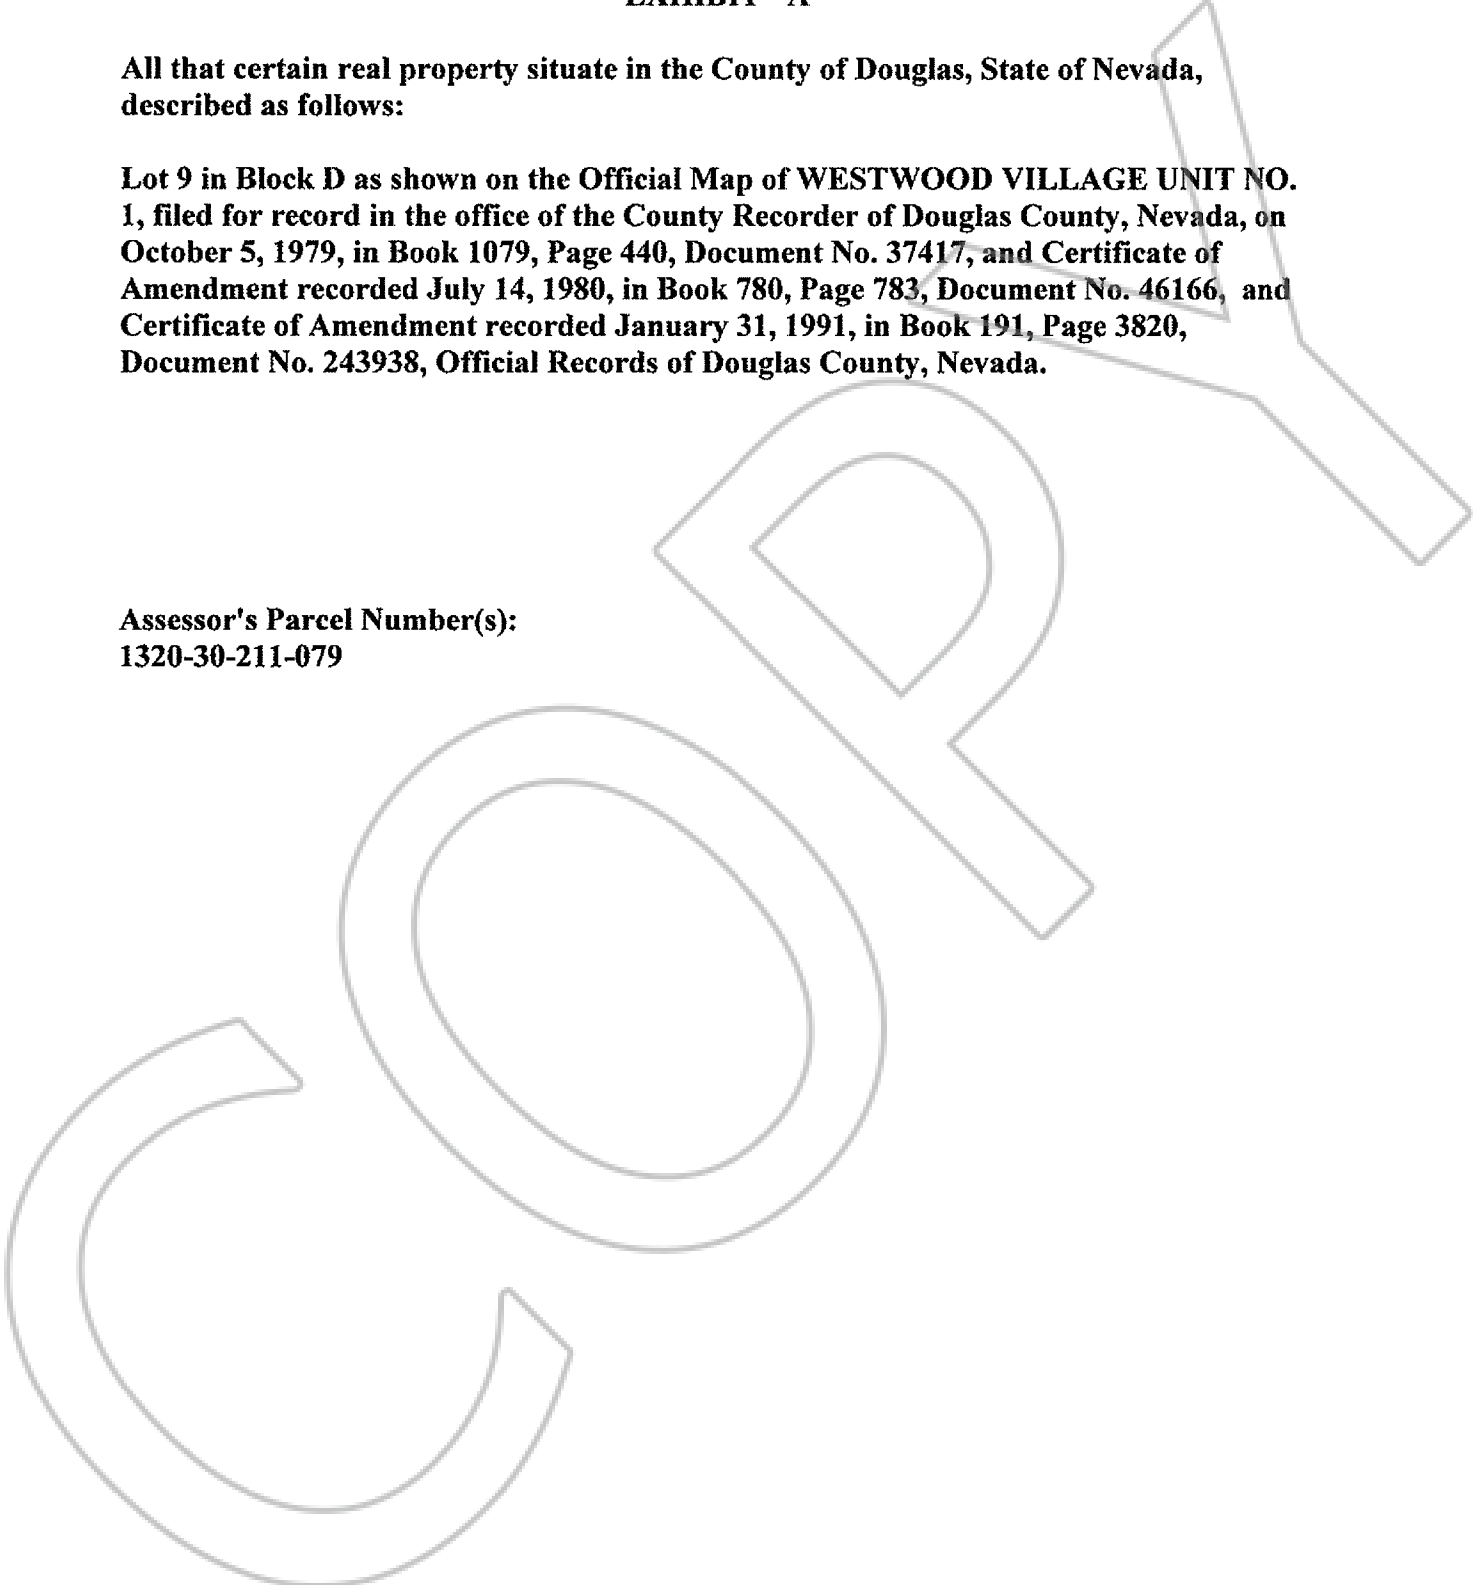 EXHIBIT "A"
All that certain real property situate in the County of Douglas, State of Nevada,
described as follows:
Lot 9 in Block D as shown on the Official Map of WESTWOOD VILLAGE UNIT NO.
1, filed for record in the office of the County Recorder of Douglas County, Nevada, on
October 5, 1979, in Book 1079, Page 440, Document No. 37417, and Certificate of
Amendment recorded July 14, 1980, in Book 780, Page 783, Document No. 46166, and
Certificate of Amendment recorded January 31, 1991, in Book 191, Page 3820,
Document No. 243938, Official Records of Douglas County, Nevada.
Assessor's Parcel Number(s):
1320-30-211-079
COPY